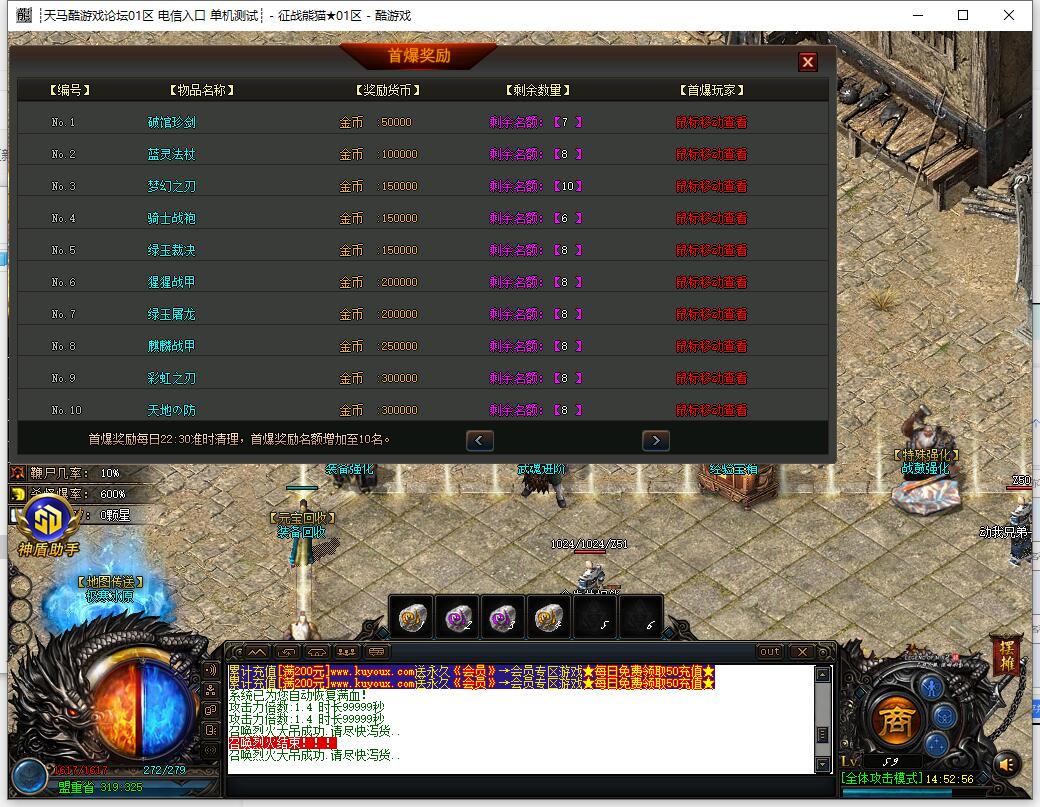 天马酷游戏论坛01区 电信入口 单机测试 - 征战熊猫★01区 - 酷游戏
首爆奖励
【编号】 【物品名称】 【奖励货币】 【剩余数量】 【首爆玩家】
No.1 破馆珍剑 金币 :50000 剩余名额:【7 】 鼠标移动查看
No.2 蓝灵法杖 金币 :100000 剩余名额:【8 】 鼠标移动查看
No.3 梦幻之刃 金币 :150000 剩余名额:【10】 鼠标移动查看
No.4 骑士战袍 金币 :150000 剩余名额:【6 】 鼠标移动查看
No.5 绿玉裁决 金币 :150000 剩余名额:【8 】 鼠标移动查看
No.6 猩猩战甲 金币 :200000 剩余名额:【8 】 鼠标移动查看
No.7 绿玉屠龙 金币 :200000 剩余名额:【8 】 鼠标移动查看
No.8 麒麟战甲 金币 :250000 剩余名额:【8 】 鼠标移动查看
No.9 彩虹之刃 金币 :300000 剩余名额:【8 】 鼠标移动查看
No.10 天地の防 金币 :300000 剩余名额:【8 】 鼠标移动查看
首爆奖励每日22:30准时清理，首爆奖励名额增加至10名。
【特殊强化】
战鼓强化
装备强化 武魂进阶 经验宝箱
鞭尸几率: 10%
杀怪爆率: 600%
0颗星
神盾助手
【元宝回收】
装备回收
1024/1024/Z51
动我兄弟
【地图传送】
极寒冰原
1 2 3 4 5 6
out
摆摊
累计充值[满200元]www.kuyoux.com送永久《会员》→会员专区游戏★每日免费领取50充值★
累计充值[满200元]www.kuyoux.com送永久《会员》→会员专区游戏★每日免费领取50充值★
系统已为您自动恢复满血!
攻击力倍数:1.4 时长99999秒
攻击力倍数:1.4 时长99999秒
召唤烈火大吊成功.请尽快泻货..
召唤烈火结束!!!
召唤烈火大吊成功.请尽快泻货..
商
1617/1617 272/279
盟重省 319:325
Lv. 59
[全体攻击模式]14:52:56